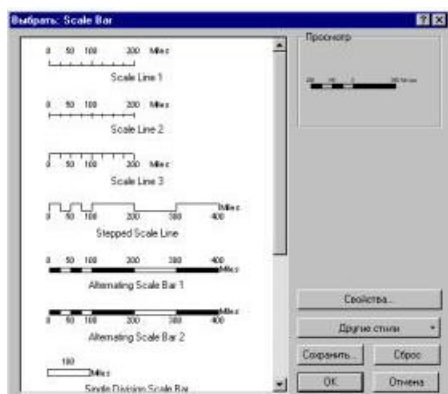 Выбрать: Scale Bar
Просмотр
0 50 100 200 Miles
Scale Line 1
0 50 100 200 Miles
Scale Line 2
0 50 100 200 Miles
Scale Line 3
0 50 100 200 300 400 Miles
Stepped Scale Line
0 50 100 200 300 400 Miles
Alternating Scale Bar 1
0 50 100 200 300 400 Miles
Alternating Scale Bar 2
100 Miles
Single Division Scale Bar
Свойства...
Другие стили
Сохранить... Сброс
OK Отмена